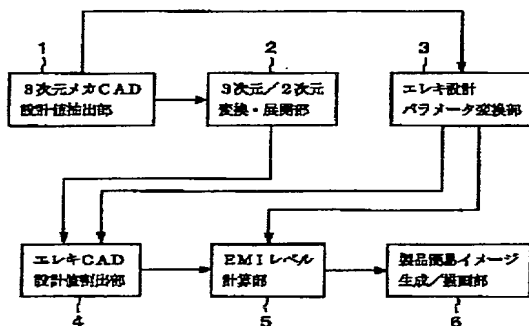 1
2
3
3次元メカCAD
設計値抽出部
3次元/2次元
変換・展開部
エレキ設計
パラメータ変換部
エレキCAD
設計値割出部
EMIレベル
計算部
製品簡易イメージ
生成/描画部
4
5
6